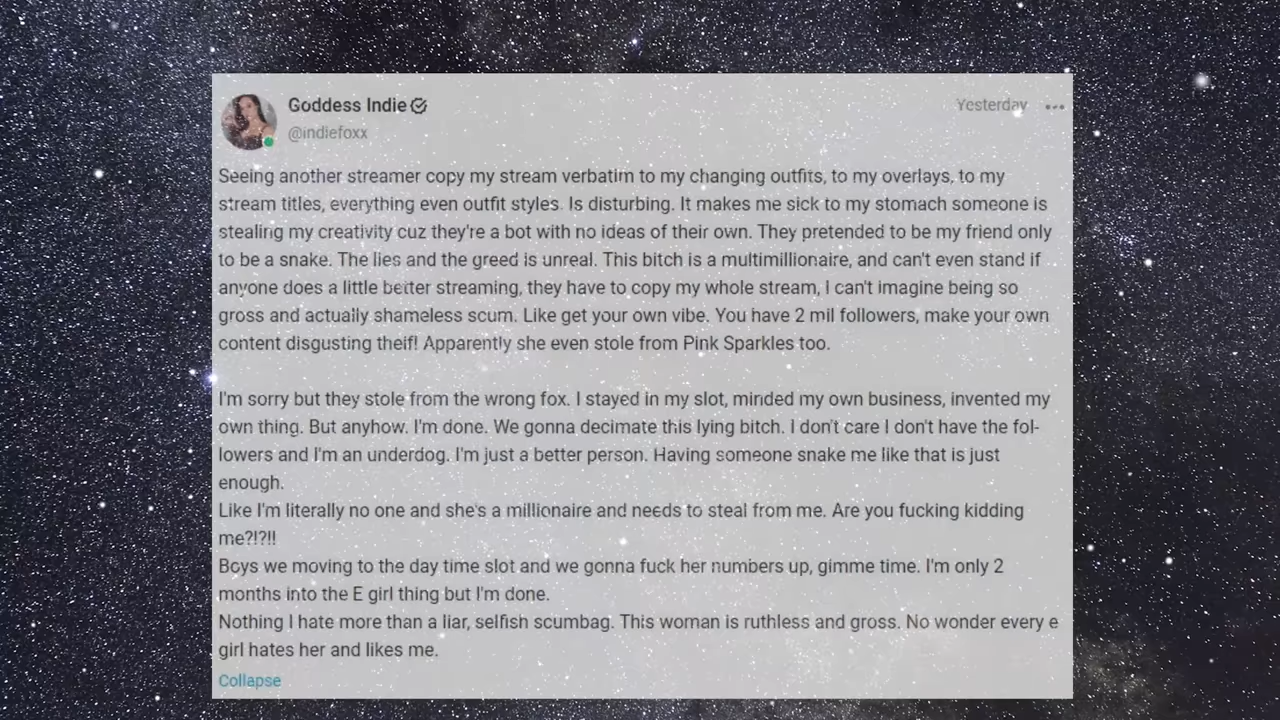 Goddess Indie
Yesterday
@indiefoxx
Seeing another streamer copy my stream verbatim to my changing outfits, to my overlays, to my
stream titles, everything even outfit styles. Is disturbing. It makes me sick to my stomach someone is
stealing my creativity cuz they're a bot with no ideas of their own. They pretended to be my friend only
to be a snake. The lies and the greed is unreal. This bitch is a multimillionaire, and can't even stand if
anyone does a little better streaming, they have to copy my whole stream, I can't imagine being so
gross and actually shameless scum. Like get your own vibe. You have 2 mil followers, make your own
content disgusting theif! Apparently she even stole from Pink Sparkles too.
I'm sorry but they stole from the wrong fox. I stayed in my slot, minded my own business, invented my
own thing. But anyhow. I'm done. We gonna decimate this lying bitch. I don't care I don't have the fol-
lowers and I'm an underdog. I'm just a better person. Having someone snake me like that is just
enough.
Like I'm literally no one and she's a millionaire and needs to steal from me. Are you fucking kidding
me?!?!!
Boys we moving to the day time slot and we gonna fuck her numbers up, gimme time. I'm only 2
months into the E girl thing but I'm done.
Nothing I hate more than a liar, selfish scumbag. This woman is ruthless and gross. No wonder every e
girl hates her and likes me.
Collapse